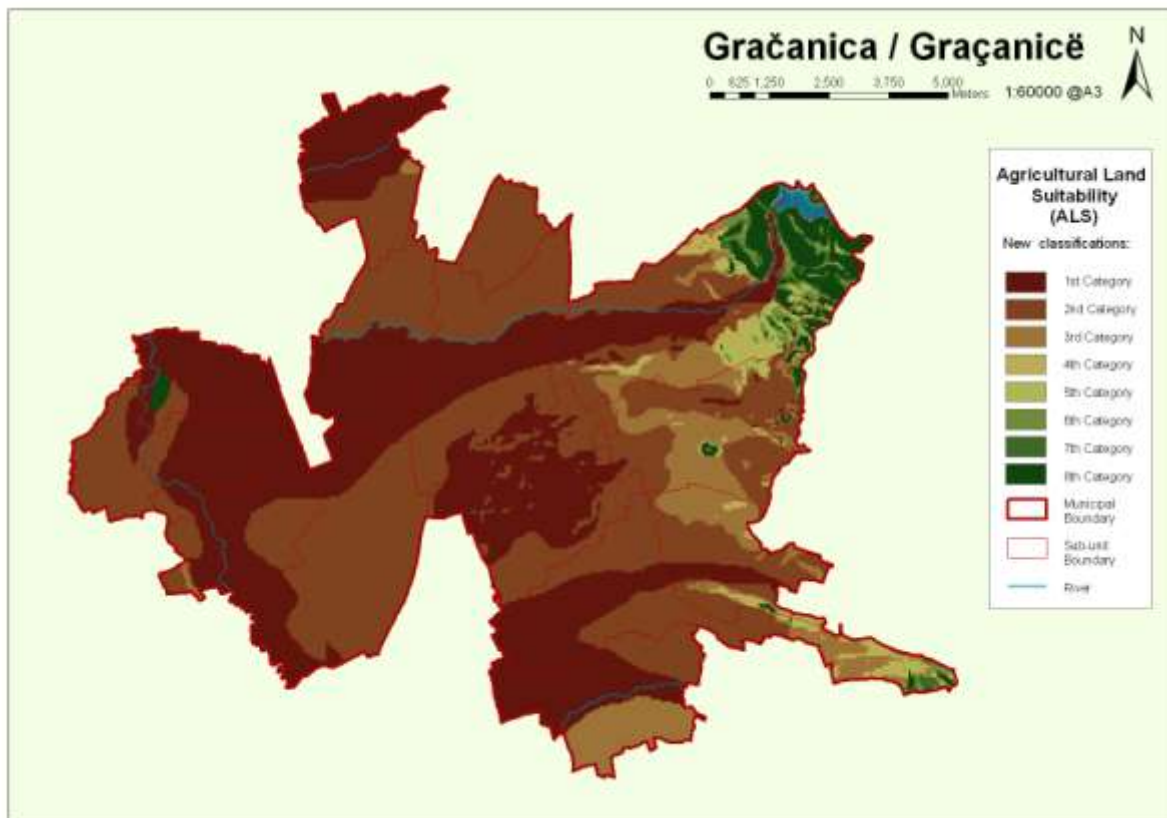 Gračanica / Graçanicë
N
0 625 1,250 2,500 3,750 5,000
Meters 1:60000 @A3
Agricultural Land
Suitability
(ALS)
New classifications:
1st Category
2nd Category
3rd Category
4th Category
5th Category
6th Category
7th Category
8th Category
Municipal
Boundary
Sub-unit
Boundary
River